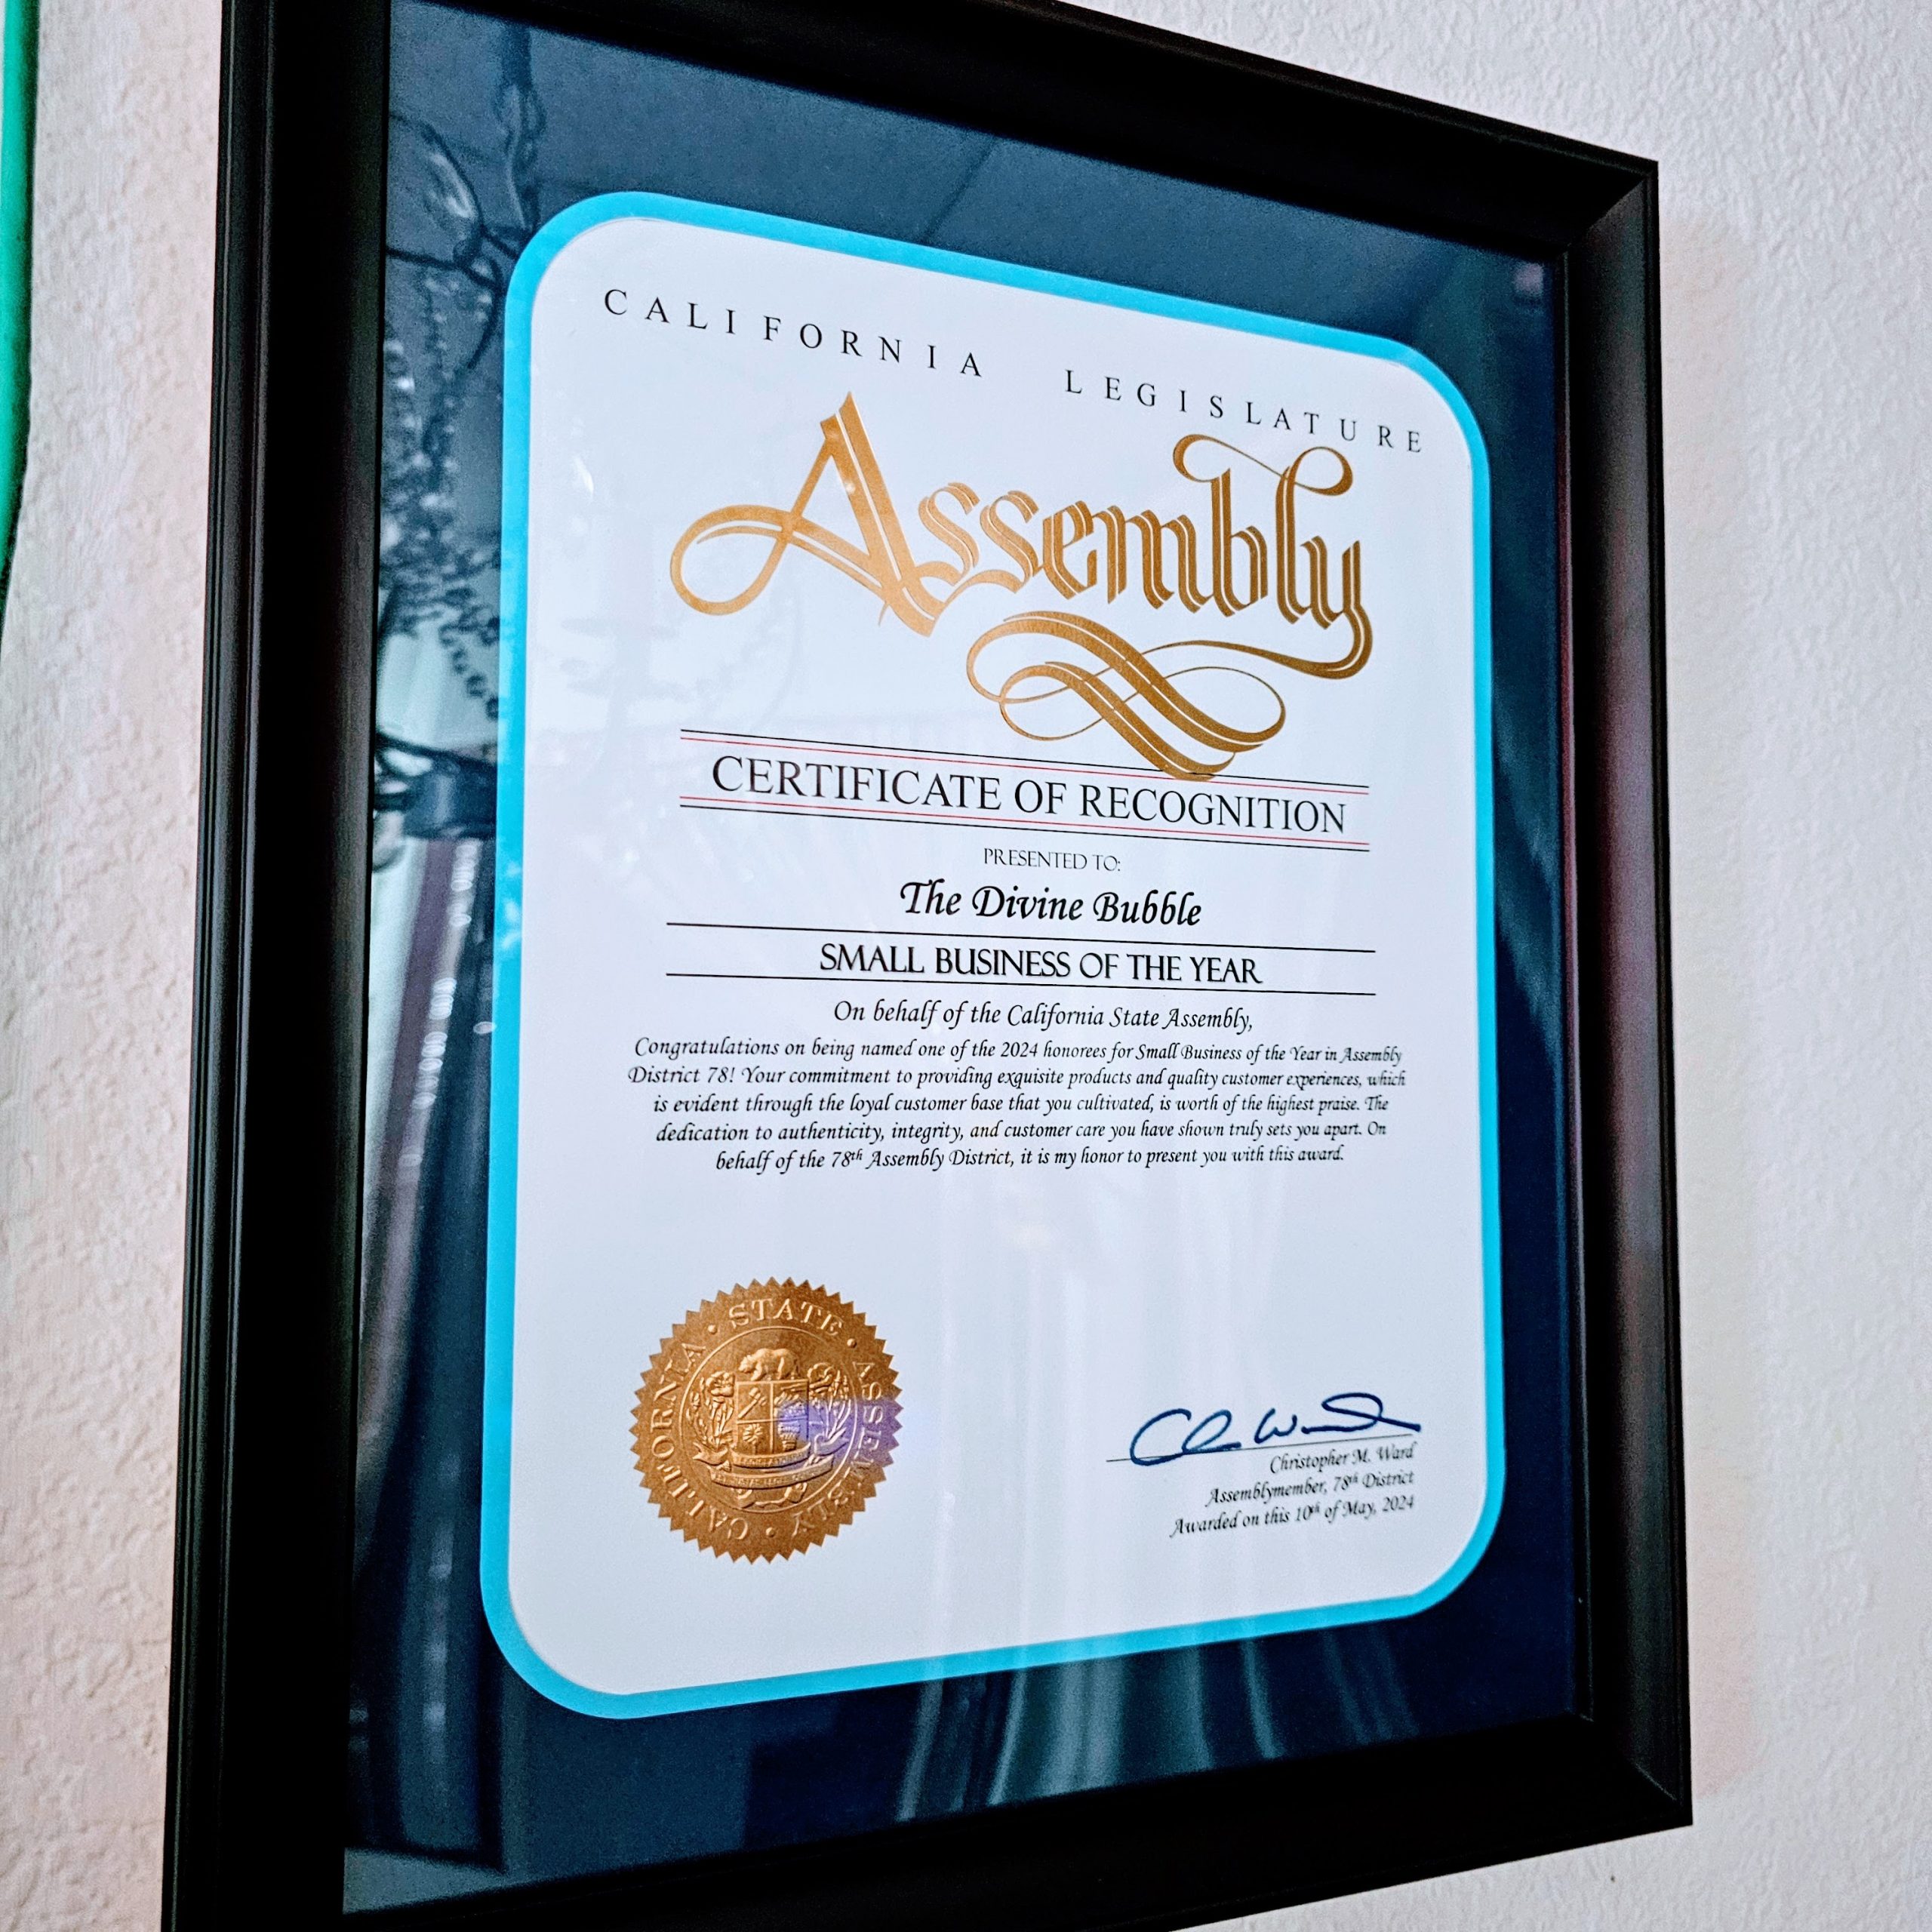 CALIFORNIA LEGISLATURE
Assembly
CERTIFICATE OF RECOGNITION
PRESENTED TO:
The Divine Bubble
SMALL BUSINESS OF THE YEAR
On behalf of the California State Assembly,
Congratulations on being named one of the 2024 honorees for Small Business of the Year in Assembly
District 78! Your commitment to providing exquisite products and quality customer experiences, which
is evident through the loyal customer base that you cultivated, is worth of the highest praise. The
dedication to authenticity, integrity, and customer care you have shown truly sets you apart. On
behalf of the 78th Assembly District, it is my honor to present you with this award.
CALIFORNIA • STATE • ASSEMBLY •
Christopher M. Ward
Assemblymember, 78th District
Awarded on this 10th of May, 2024